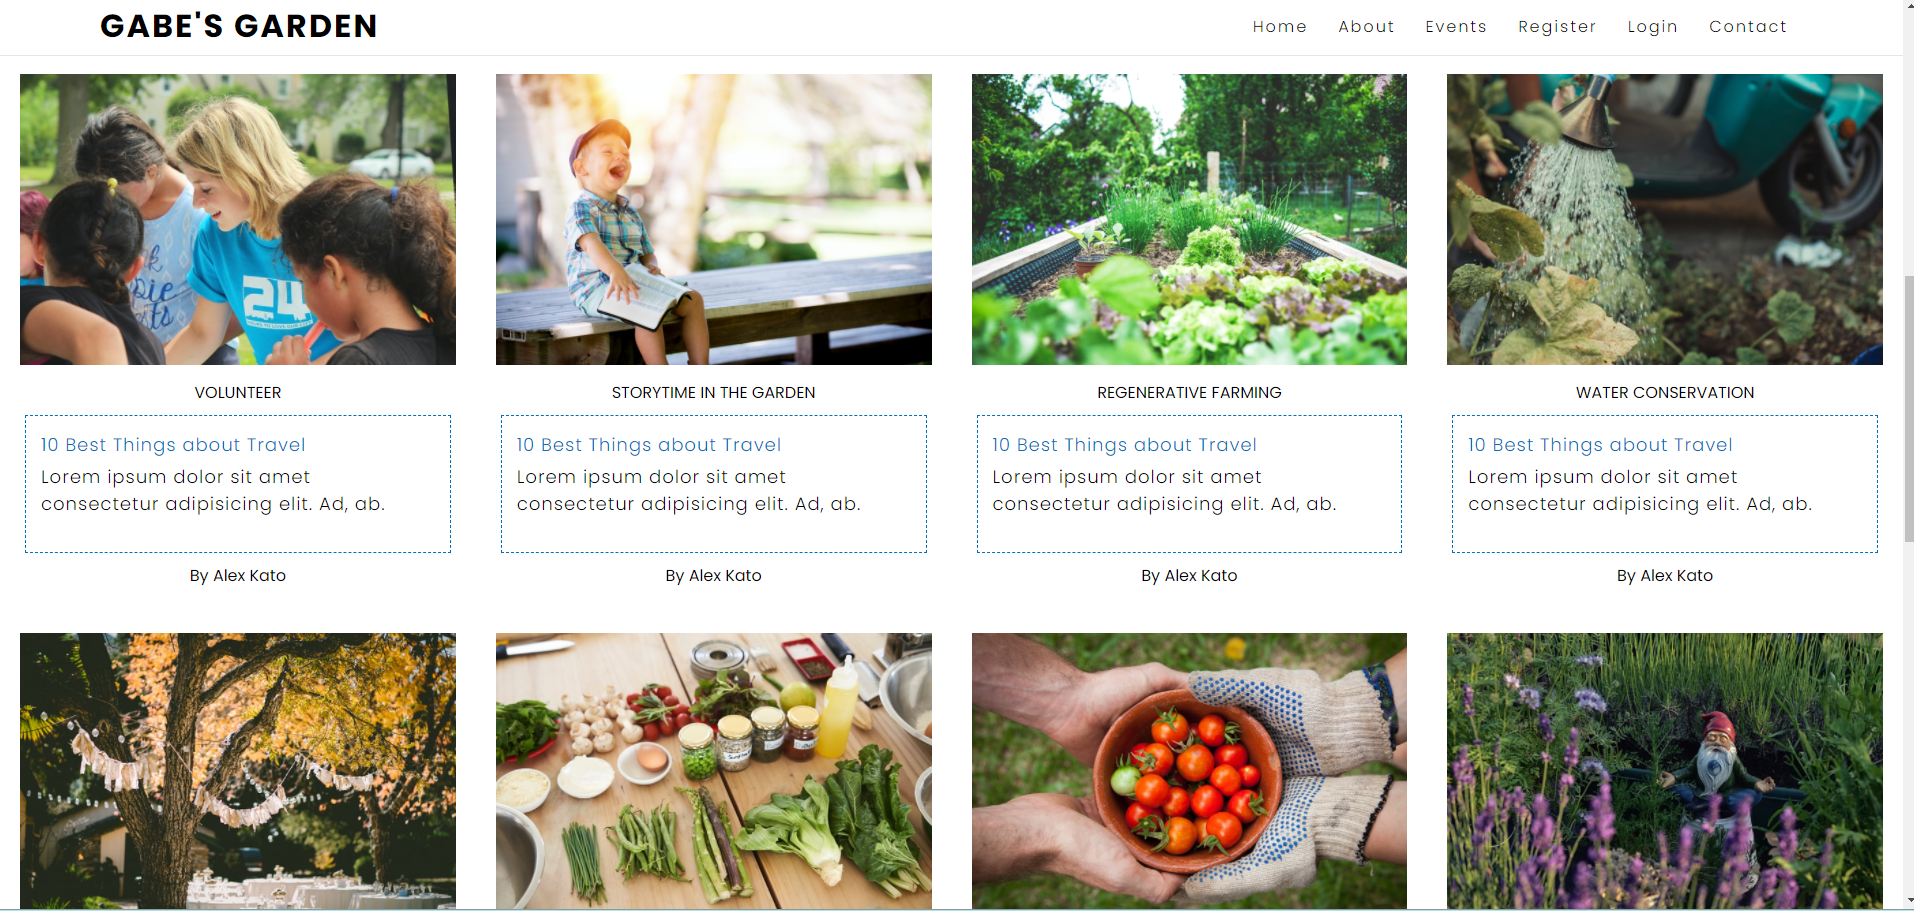 GABE'S GARDEN
Home About Events Register Login Contact
24
VOLUNTEER
10 Best Things about Travel
Lorem ipsum dolor sit amet
consectetur adipisicing elit. Ad, ab.
By Alex Kato
STORYTIME IN THE GARDEN
10 Best Things about Travel
Lorem ipsum dolor sit amet
consectetur adipisicing elit. Ad, ab.
By Alex Kato
REGENERATIVE FARMING
10 Best Things about Travel
Lorem ipsum dolor sit amet
consectetur adipisicing elit. Ad, ab.
By Alex Kato
WATER CONSERVATION
10 Best Things about Travel
Lorem ipsum dolor sit amet
consectetur adipisicing elit. Ad, ab.
By Alex Kato